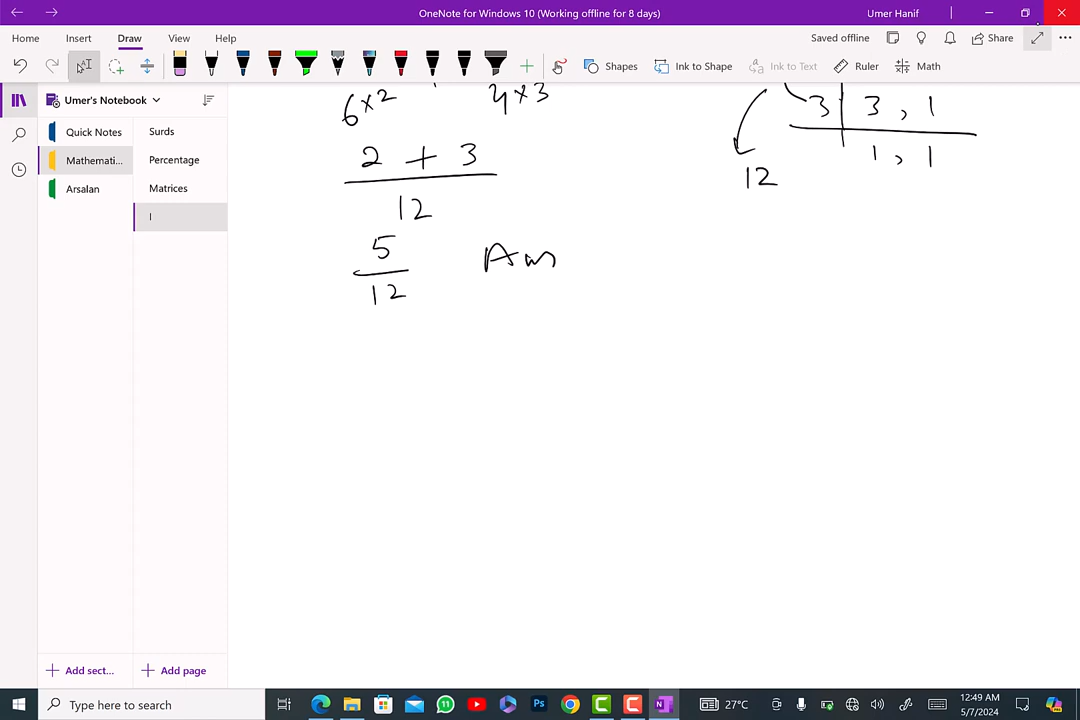 OneNote for Windows 10 (Working offline for 8 days)
Umer Hanif
Home Insert Draw View Help
Saved offline
Share
Shapes
Ink to Shape
Ink to Text
Ruler
Math
Umer's Notebook
Quick Notes
Mathemati...
Arsalan
Surds
Percentage
Matrices
I
6×2 4×3
2 + 3
12
5
12
Ans
3 3 , 1
1 , 1
12
Add sect...
Add page
Type here to search
27°C
12:49 AM
5/7/2024